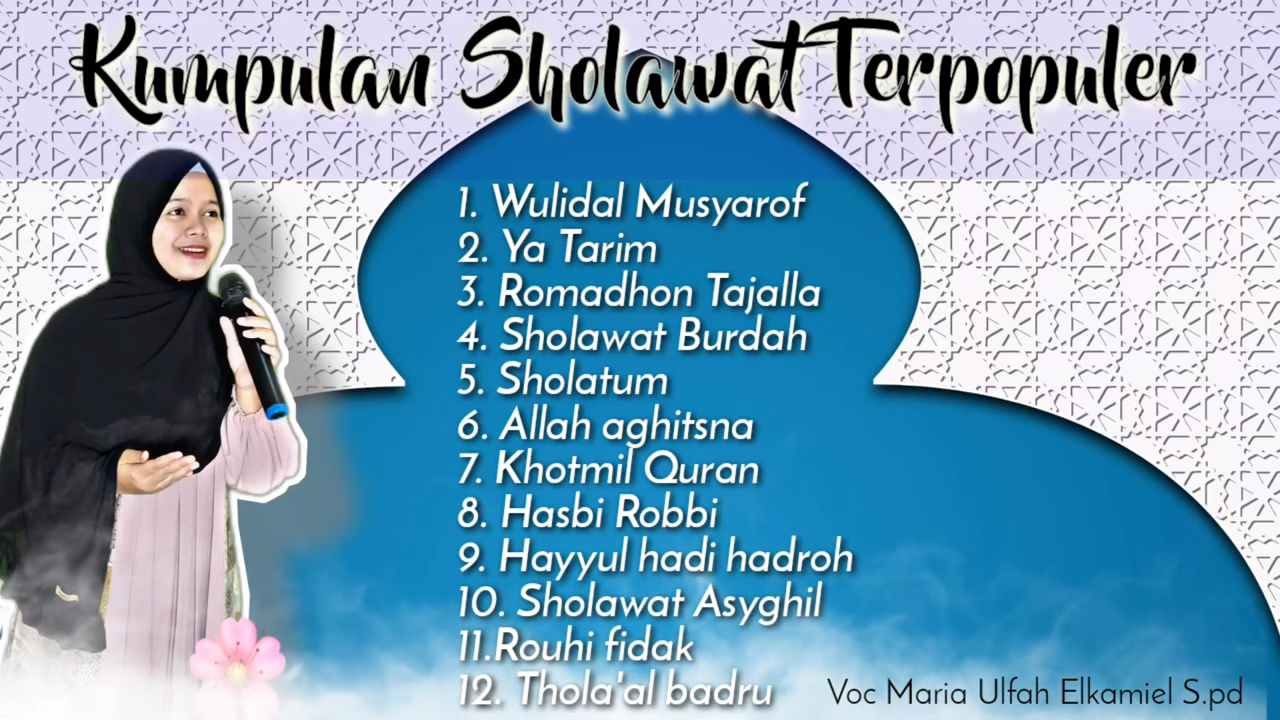 Kumpulan Sholawat Terpopuler
1. Wulidal Musyarof
2. Ya Tarim
3. Romadhon Tajalla
4. Sholawat Burdah
5. Sholatum
6. Allah aghitsna
7. Khotmil Quran
8. Hasbi Robbi
9. Hayyul hadi hadroh
10. Sholawat Asyghil
11.Rouhi fidak
12. Thola'al badru
Voc Maria Ulfah Elkamiel S.pd